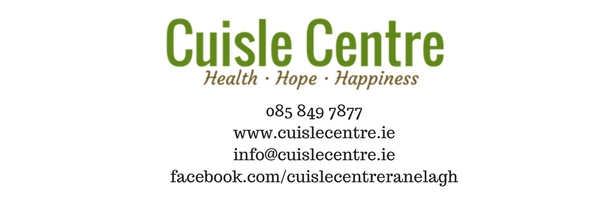 Cuisle Centre
Health · Hope · Happiness
085 849 7877
www.cuislecentre.ie
info@cuislecentre.ie
facebook.com/cuislecentreranelagh